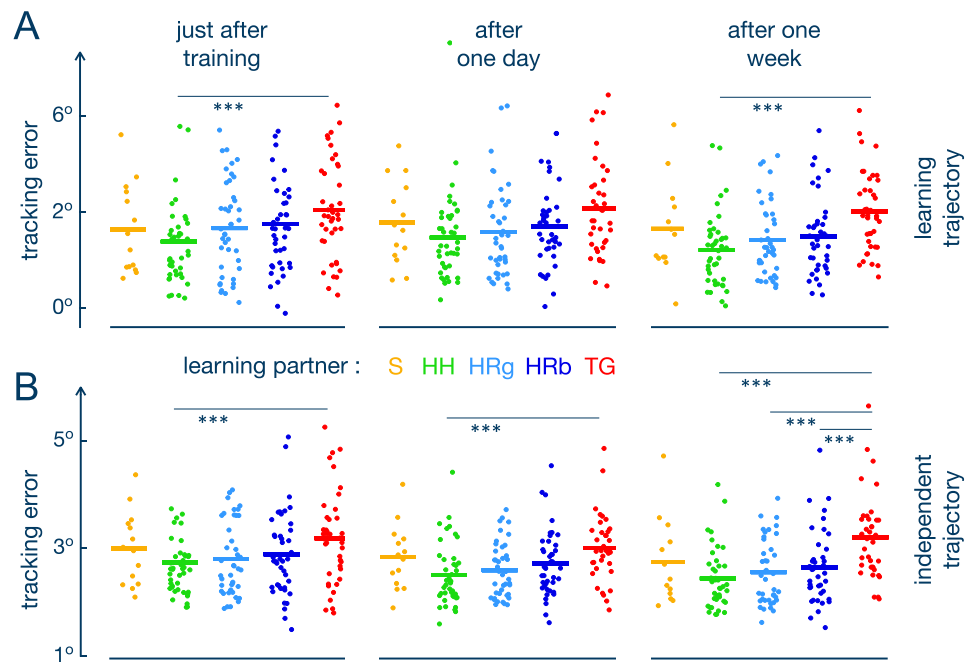 A
just after
training
after
one day
after one
week
***
***
tracking error
6º
2º
0º
learning
trajectory
learning partner : S HH HRg HRb TG
B
***
***
***
***
***
tracking error
5º
3º
1º
independent
trajectory